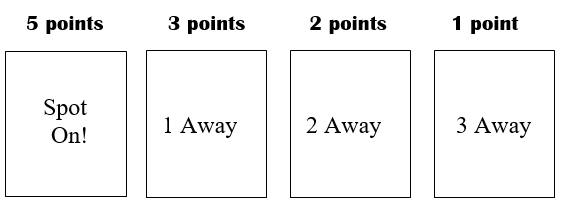 5 points
3 points
2 points
1 point
Spot
On!
1 Away
2 Away
3 Away